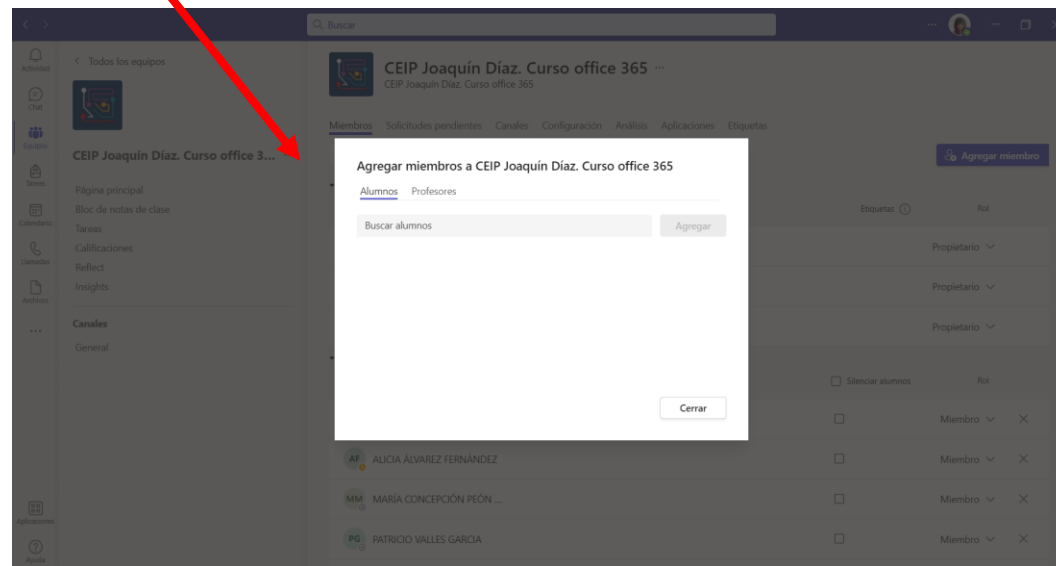 Buscar
Actividad
Chat
Equipos
Tareas
Calendario
Llamadas
Archivos
Aplicaciones
Ayuda
Todos los equipos
CEIP Joaquín Díaz. Curso office 3...
Página principal
Bloc de notas de clase
Tareas
Calificaciones
Reflect
Insights
Canales
General
CEIP Joaquín Díaz. Curso office 365 ...
CEIP Joaquín Díaz. Curso office 365
Miembros Solicitudes pendientes Canales Configuración Análisis Aplicaciones Etiquetas
Agregar miembro
Agregar miembros a CEIP Joaquín Díaz. Curso office 365
Alumnos Profesores
Buscar alumnos Agregar
Cerrar
Etiquetas Rol
Propietario
Propietario
Propietario
Silenciar alumnos Rol
Miembro
AF ALICIA ÁLVAREZ FERNÁNDEZ Miembro
MM MARÍA CONCEPCIÓN PEÓN ... Miembro
PG PATRICIO VALLES GARCIA Miembro